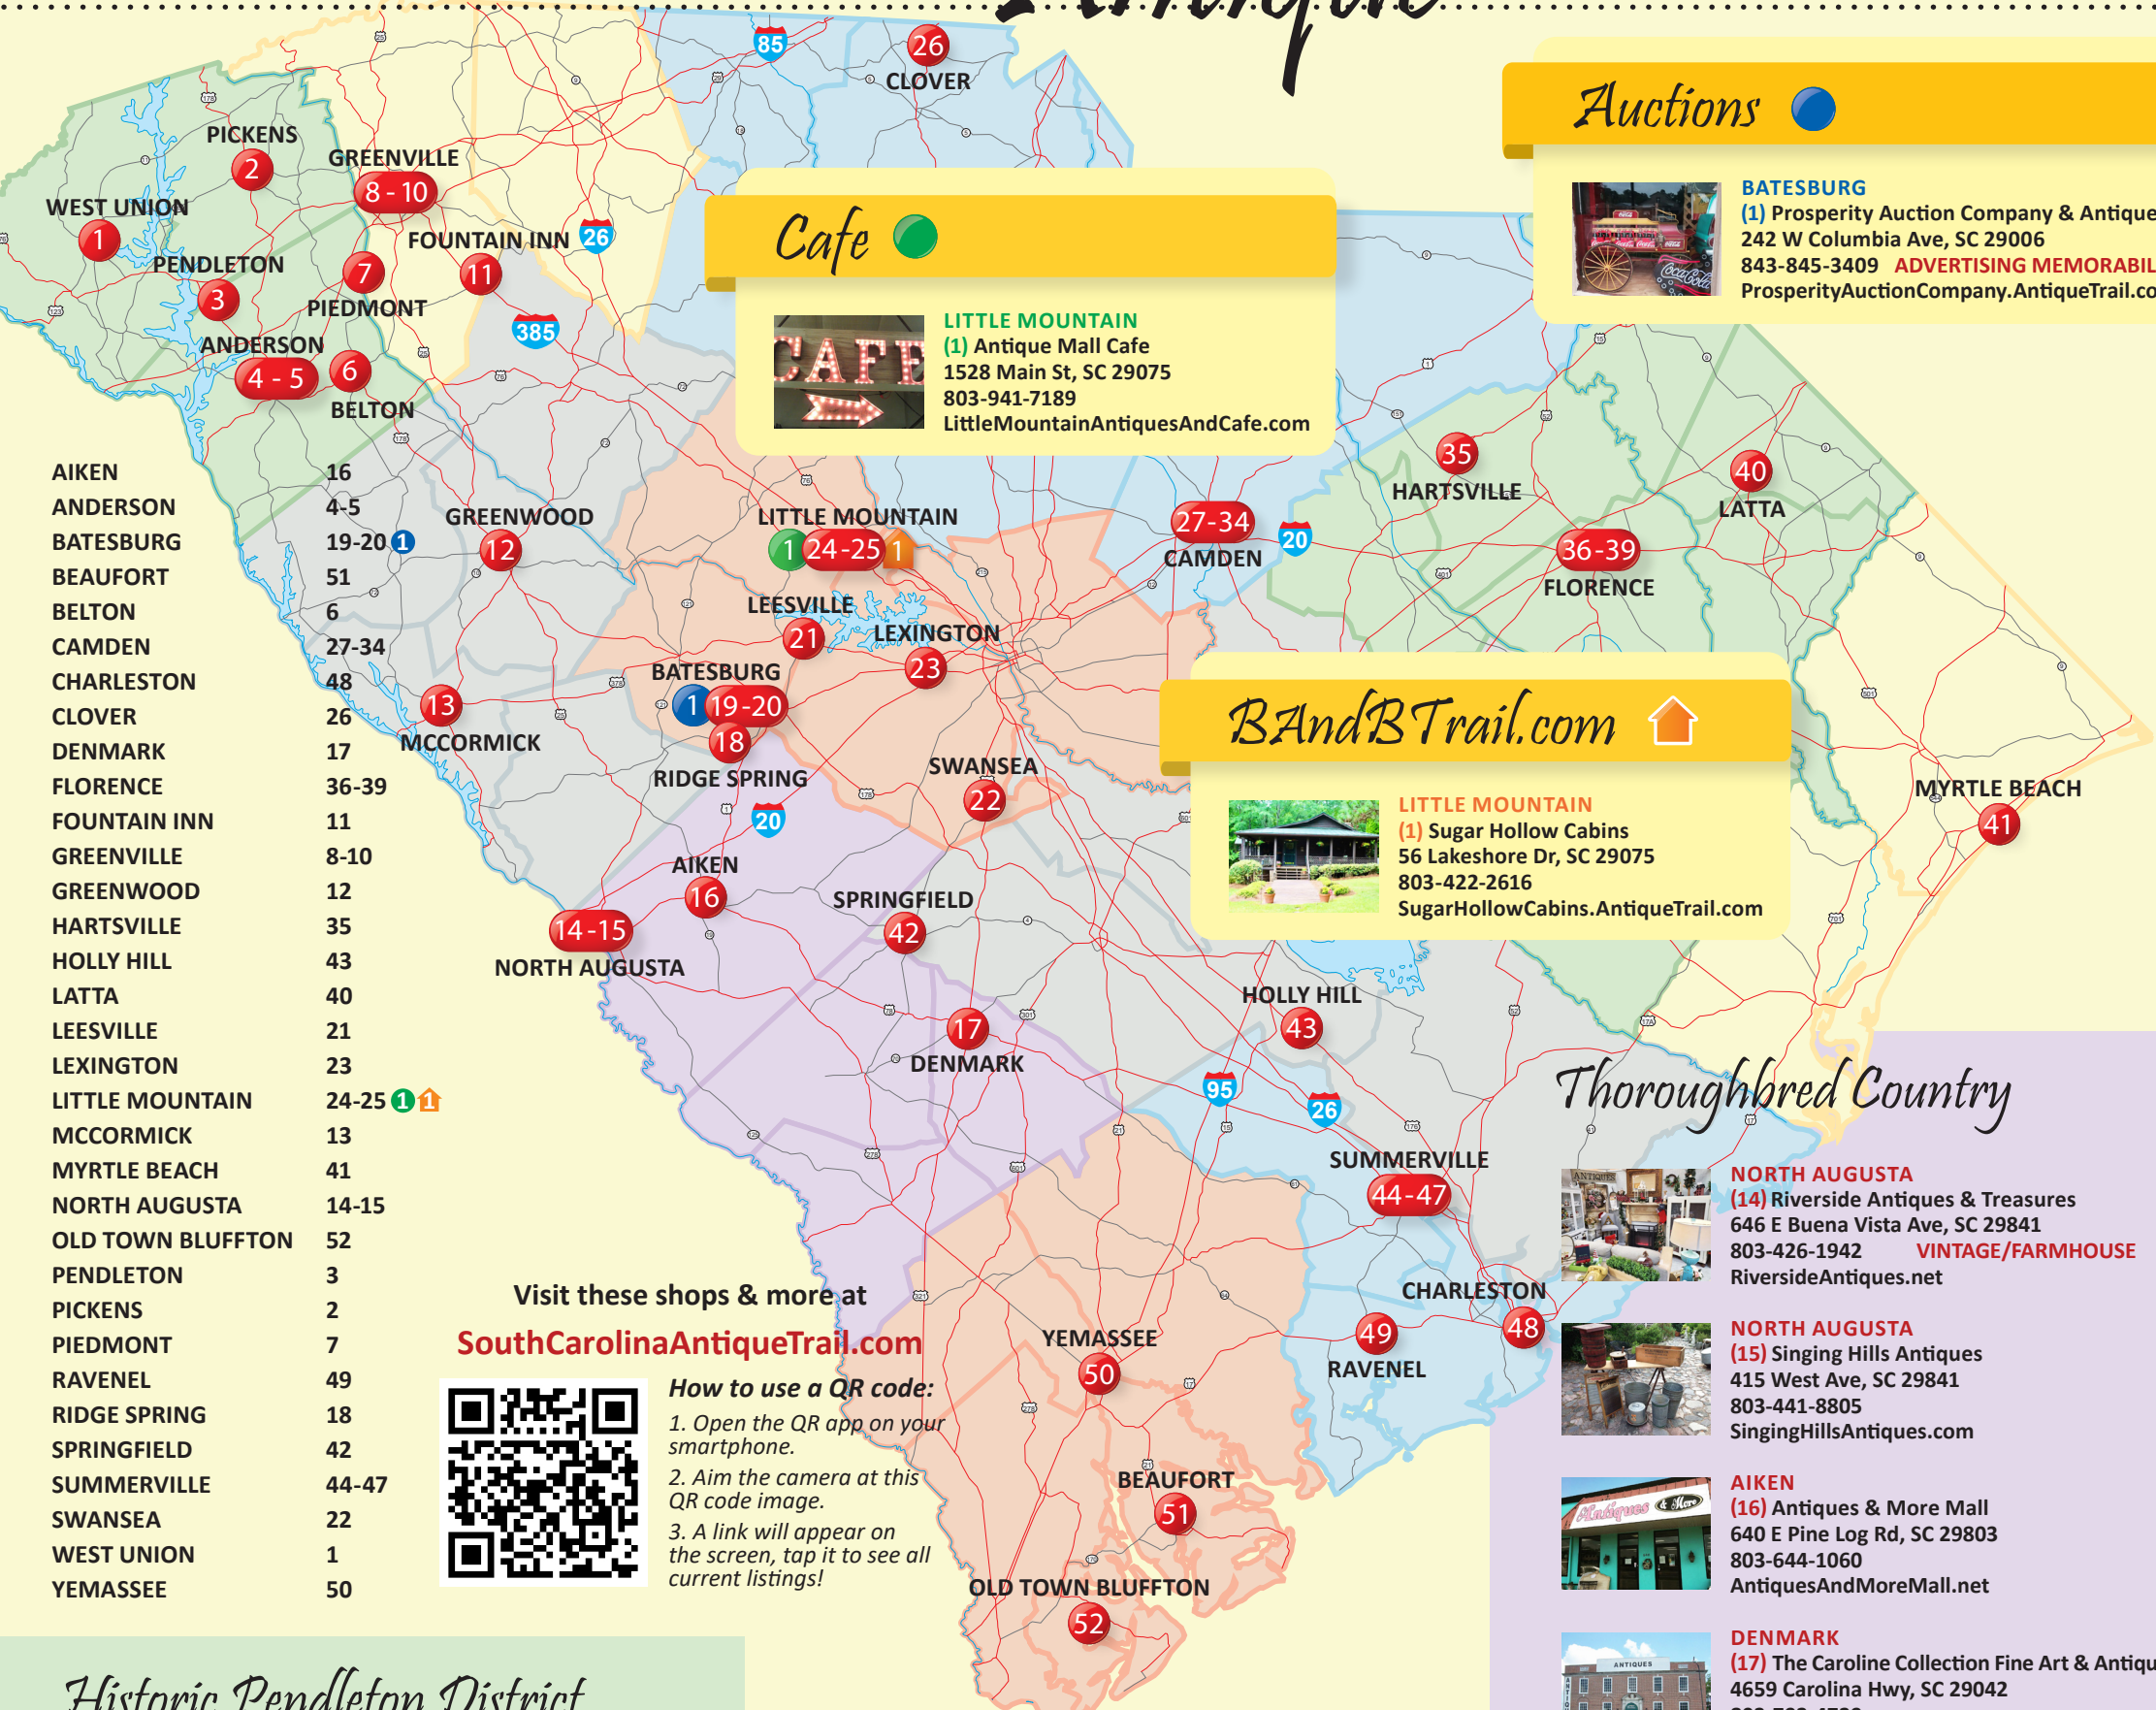 Antique
85
26
CLOVER
Auctions
BATESBURG
(1) Prosperity Auction Company & Antique
242 W Columbia Ave, SC 29006
843-845-3409 ADVERTISING MEMORABIL
ProsperityAuctionCompany.AntiqueTrail.co
PICKENS
2
GREENVILLE
8 - 10
WEST UNION
1
FOUNTAIN INN
26
11
PENDLETON
3
7
PIEDMONT
385
ANDERSON
4 - 5
6
BELTON
Cafe
CAFE
LITTLE MOUNTAIN
(1) Antique Mall Cafe
1528 Main St, SC 29075
803-941-7189
LittleMountainAntiquesAndCafe.com
35
HARTSVILLE
40
LATTA
27-34
CAMDEN
20
36-39
FLORENCE
GREENWOOD
12
LITTLE MOUNTAIN
1 24-25 1
LEESVILLE
21
LEXINGTON
23
BATESBURG
1 19-20
18
RIDGE SPRING
13
MCCORMICK
SWANSEA
22
20
AIKEN
16
SPRINGFIELD
42
14-15
NORTH AUGUSTA
BAndBTrail.com
LITTLE MOUNTAIN
(1) Sugar Hollow Cabins
56 Lakeshore Dr, SC 29075
803-422-2616
SugarHollowCabins.AntiqueTrail.com
MYRTLE BEACH
41
HOLLY HILL
43
17
DENMARK
95
26
SUMMERVILLE
44-47
CHARLESTON
48
49
RAVENEL
YEMASSEE
50
BEAUFORT
51
OLD TOWN BLUFFTON
52
AIKEN 16
ANDERSON 4-5
BATESBURG 19-20 1
BEAUFORT 51
BELTON 6
CAMDEN 27-34
CHARLESTON 48
CLOVER 26
DENMARK 17
FLORENCE 36-39
FOUNTAIN INN 11
GREENVILLE 8-10
GREENWOOD 12
HARTSVILLE 35
HOLLY HILL 43
LATTA 40
LEESVILLE 21
LEXINGTON 23
LITTLE MOUNTAIN 24-25 1 1
MCCORMICK 13
MYRTLE BEACH 41
NORTH AUGUSTA 14-15
OLD TOWN BLUFFTON 52
PENDLETON 3
PICKENS 2
PIEDMONT 7
RAVENEL 49
RIDGE SPRING 18
SPRINGFIELD 42
SUMMERVILLE 44-47
SWANSEA 22
WEST UNION 1
YEMASSEE 50
Visit these shops & more at
SouthCarolinaAntiqueTrail.com
How to use a QR code:
1. Open the QR app on your
smartphone.
2. Aim the camera at this
QR code image.
3. A link will appear on
the screen, tap it to see all
current listings!
Historic Pendleton District
Thoroughbred Country
NORTH AUGUSTA
(14) Riverside Antiques & Treasures
646 E Buena Vista Ave, SC 29841
803-426-1942 VINTAGE/FARMHOUSE
RiversideAntiques.net
NORTH AUGUSTA
(15) Singing Hills Antiques
415 West Ave, SC 29841
803-441-8805
SingingHillsAntiques.com
Antiques & More
AIKEN
(16) Antiques & More Mall
640 E Pine Log Rd, SC 29803
803-644-1060
AntiquesAndMoreMall.net
ANTIQUES
DENMARK
(17) The Caroline Collection Fine Art & Antiqu
4659 Carolina Hwy, SC 29042